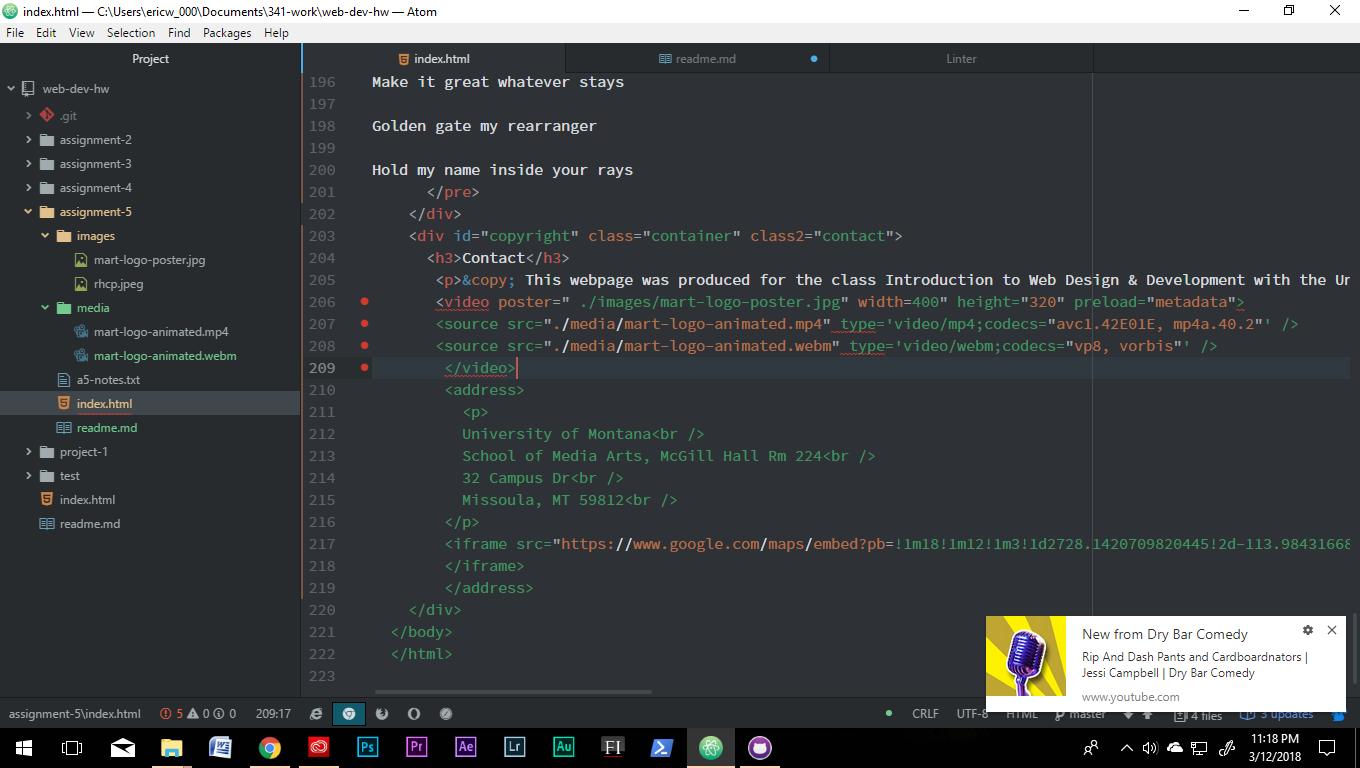 index.html — C:\Users\ericw_000\Documents\341-work\web-dev-hw — Atom
File Edit View Selection Find Packages Help
Project
index.html
readme.md
Linter
web-dev-hw
.git
assignment-2
assignment-3
assignment-4
assignment-5
images
mart-logo-poster.jpg
rhcp.jpeg
media
mart-logo-animated.mp4
mart-logo-animated.webm
a5-notes.txt
index.html
readme.md
project-1
test
index.html
readme.md
196 Make it great whatever stays
197
198 Golden gate my rearranger
199
200 Hold my name inside your rays
201 </pre>
202 </div>
203 <div id="copyright" class="container" class2="contact">
204 <h3>Contact</h3>
205 <p>&copy; This webpage was produced for the class Introduction to Web Design & Development with the Un
206 <video poster=" ./images/mart-logo-poster.jpg" width=400" height="320" preload="metadata">
207 <source src="./media/mart-logo-animated.mp4" type='video/mp4;codecs="avc1.42E01E, mp4a.40.2"' />
208 <source src="./media/mart-logo-animated.webm" type='video/webm;codecs="vp8, vorbis"' />
209 </video>
210 <address>
211 <p>
212 University of Montana<br />
213 School of Media Arts, McGill Hall Rm 224<br />
214 32 Campus Dr<br />
215 Missoula, MT 59812<br />
216 </p>
217 <iframe src="https://www.google.com/maps/embed?pb=!1m18!1m12!1m3!1d2728.1420709820445!2d-113.98431668
218 </iframe>
219 </address>
220 </div>
221 </body>
222 </html>
223
New from Dry Bar Comedy
Rip And Dash Pants and Cardboardnators |
Jessi Campbell | Dry Bar Comedy
www.youtube.com
assignment-5\index.html 5 0 0 209:17 CRLF UTF-8 HTML master 4 files 3 updates
Ps Pr Ae Lr Au FI
11:18 PM
3/12/2018